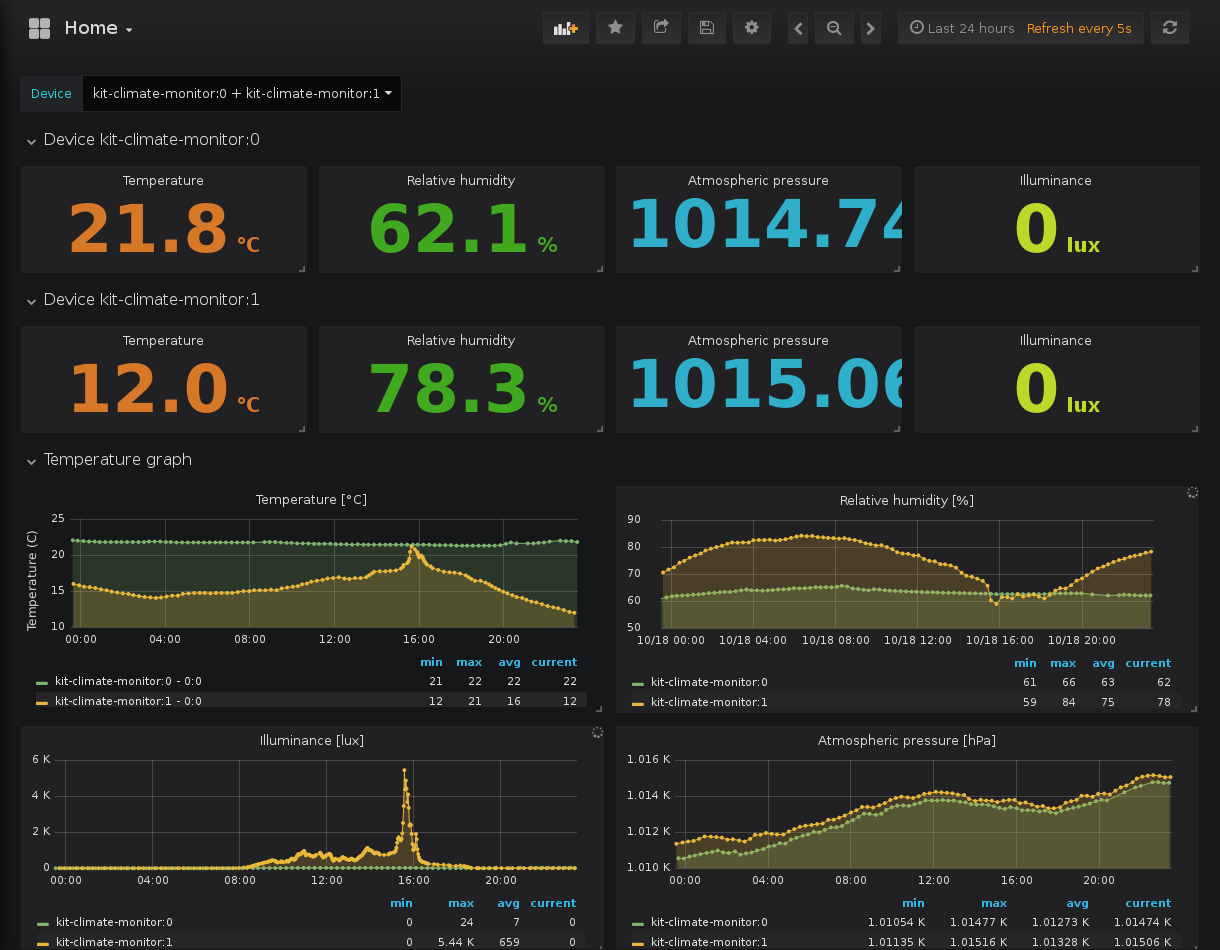 Home
Last 24 hours Refresh every 5s
Device kit-climate-monitor:0 + kit-climate-monitor:1
Device kit-climate-monitor:0
Temperature Relative humidity Atmospheric pressure Illuminance
21.8 °C 62.1 % 1014.74 0 lux
Device kit-climate-monitor:1
Temperature Relative humidity Atmospheric pressure Illuminance
12.0 °C 78.3 % 1015.06 0 lux
Temperature graph
Temperature [°C]
Temperature (C)
25
20
15
10
00:00 04:00 08:00 12:00 16:00 20:00
min max avg current
kit-climate-monitor:0 - 0:0 21 22 22 22
kit-climate-monitor:1 - 0:0 12 21 16 12
Relative humidity [%]
90
80
70
60
50
10/18 00:00 10/18 04:00 10/18 08:00 10/18 12:00 10/18 16:00 10/18 20:00
min max avg current
kit-climate-monitor:0 61 66 63 62
kit-climate-monitor:1 59 84 75 78
Illuminance [lux]
6 K
4 K
2 K
0
00:00 04:00 08:00 12:00 16:00 20:00
min max avg current
kit-climate-monitor:0 0 24 7 0
kit-climate-monitor:1 0 5.44 K 659 0
Atmospheric pressure [hPa]
1.016 K
1.014 K
1.012 K
1.010 K
00:00 04:00 08:00 12:00 16:00 20:00
min max avg current
kit-climate-monitor:0 1.01054 K 1.01477 K 1.01273 K 1.01474 K
kit-climate-monitor:1 1.01135 K 1.01516 K 1.01328 K 1.01506 K